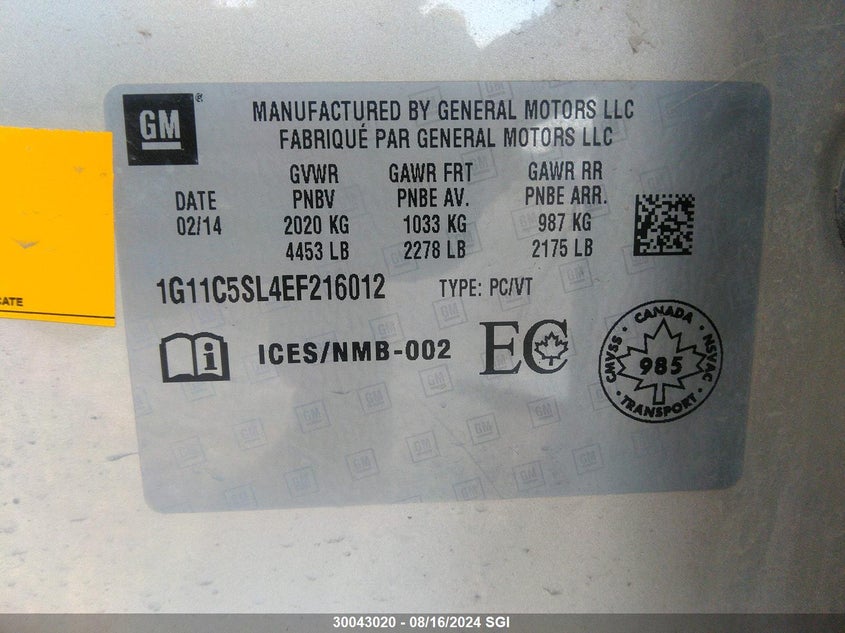 GM
MANUFACTURED BY GENERAL MOTORS LLC
FABRIQUÉ PAR GENERAL MOTORS LLC
GVWR GAWR FRT GAWR RR
DATE PNBV PNBE AV. PNBE ARR.
02/14 2020 KG 1033 KG 987 KG
4453 LB 2278 LB 2175 LB
1G11C5SL4EF216012 TYPE: PC/VT
ICES/NMB-002 EC
CMVSS · CANADA · NSVAC · TRANSPORT ·
985
CATE
30043020 - 08/16/2024 SGI